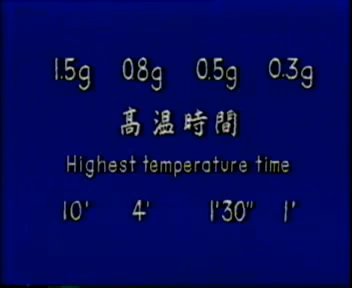 1.5g 0.8g 0.5g 0.3g
高温時間
Highest temperature time
10' 4' 1'30" 1'